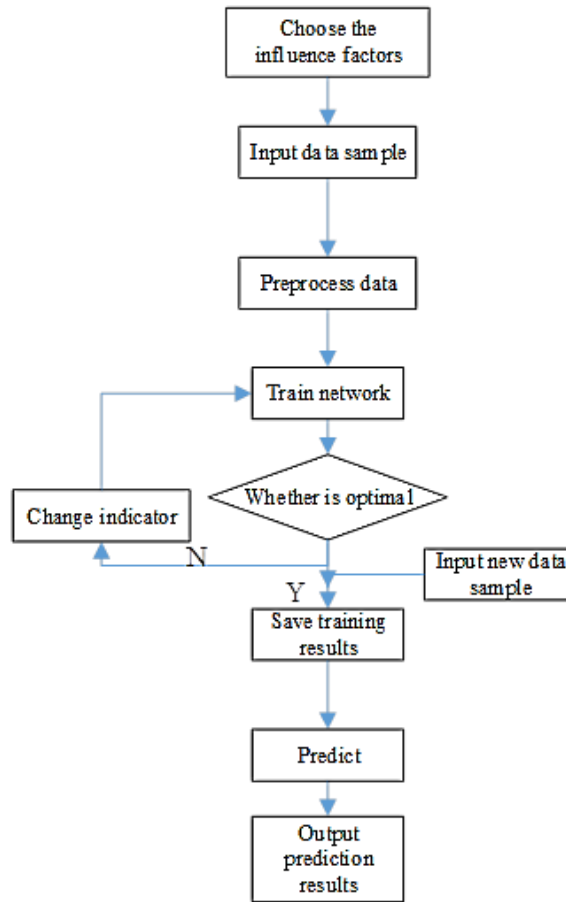 Choose the
influence factors
Input data sample
Preprocess data
Train network
Whether is optimal
Change indicator
N
Input new data
sample
Y
Save training
results
Predict
Output
prediction
results